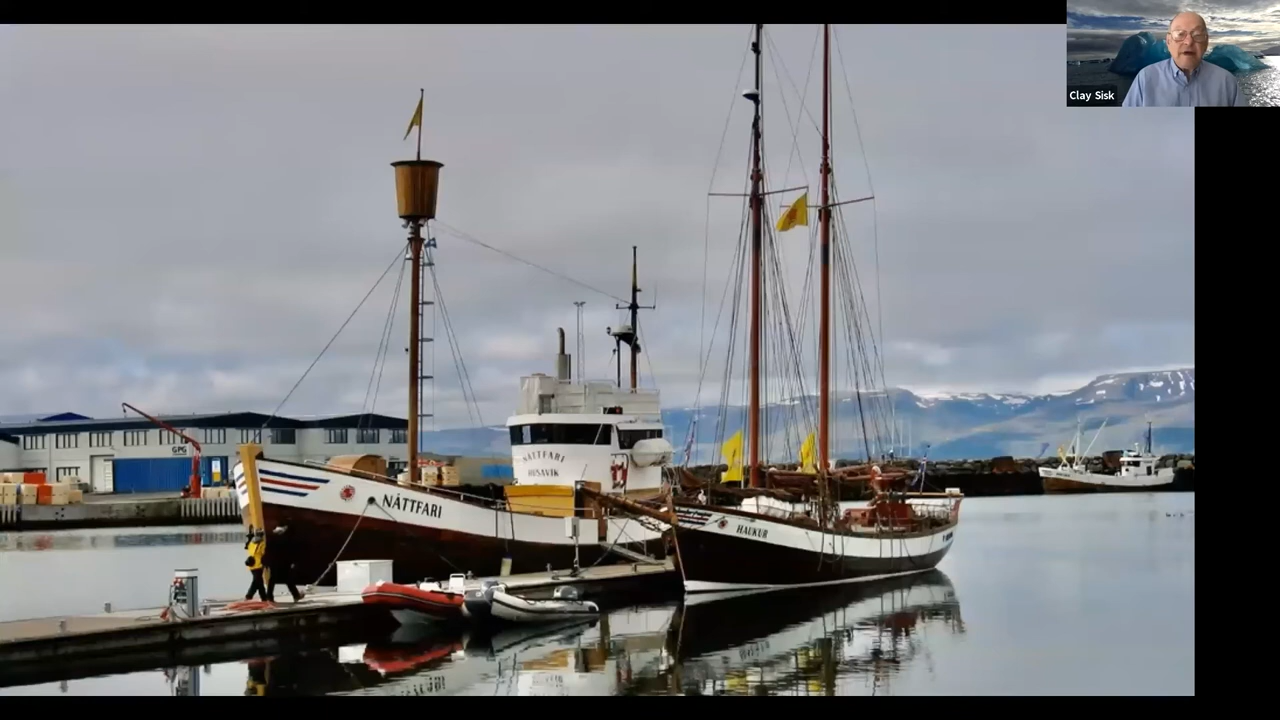 Clay Sisk
GPG
NÁTTFARI
HÚSAVÍK
NÁTTFARI
HAUKUR